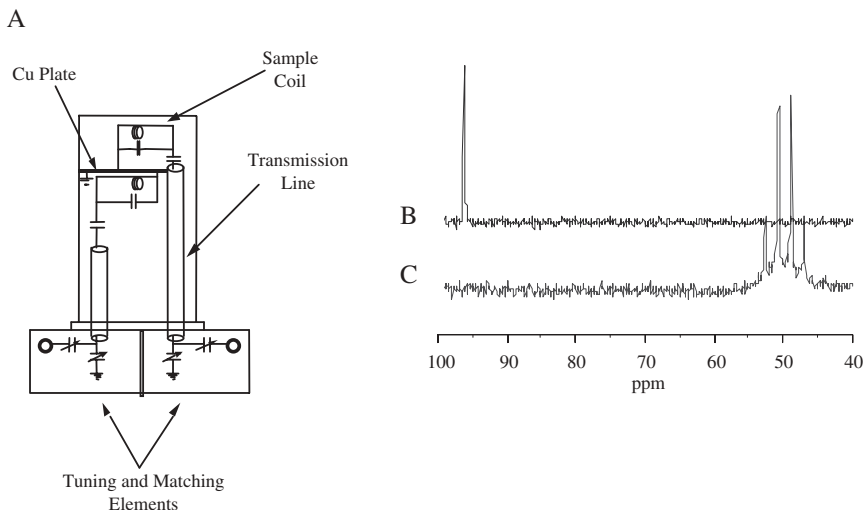 A
Sample
Coil
Cu Plate
Transmission
Line
Tuning and Matching
Elements
B
C
100 90 80 70 60 50 40
ppm